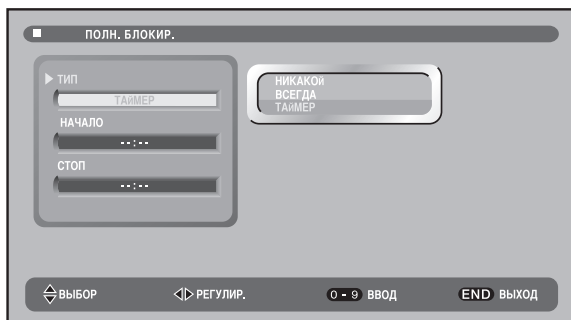 ПОЛН. БЛОКИР.
ТИП
ТАЙМЕР
НАЧАЛО
--:--
СТОП
--:--
НИКАКОЙ
ВСЕГДА
ТАЙМЕР
ВЫБОР РЕГУЛИР. 0 - 9 ВВОД END ВЫХОД